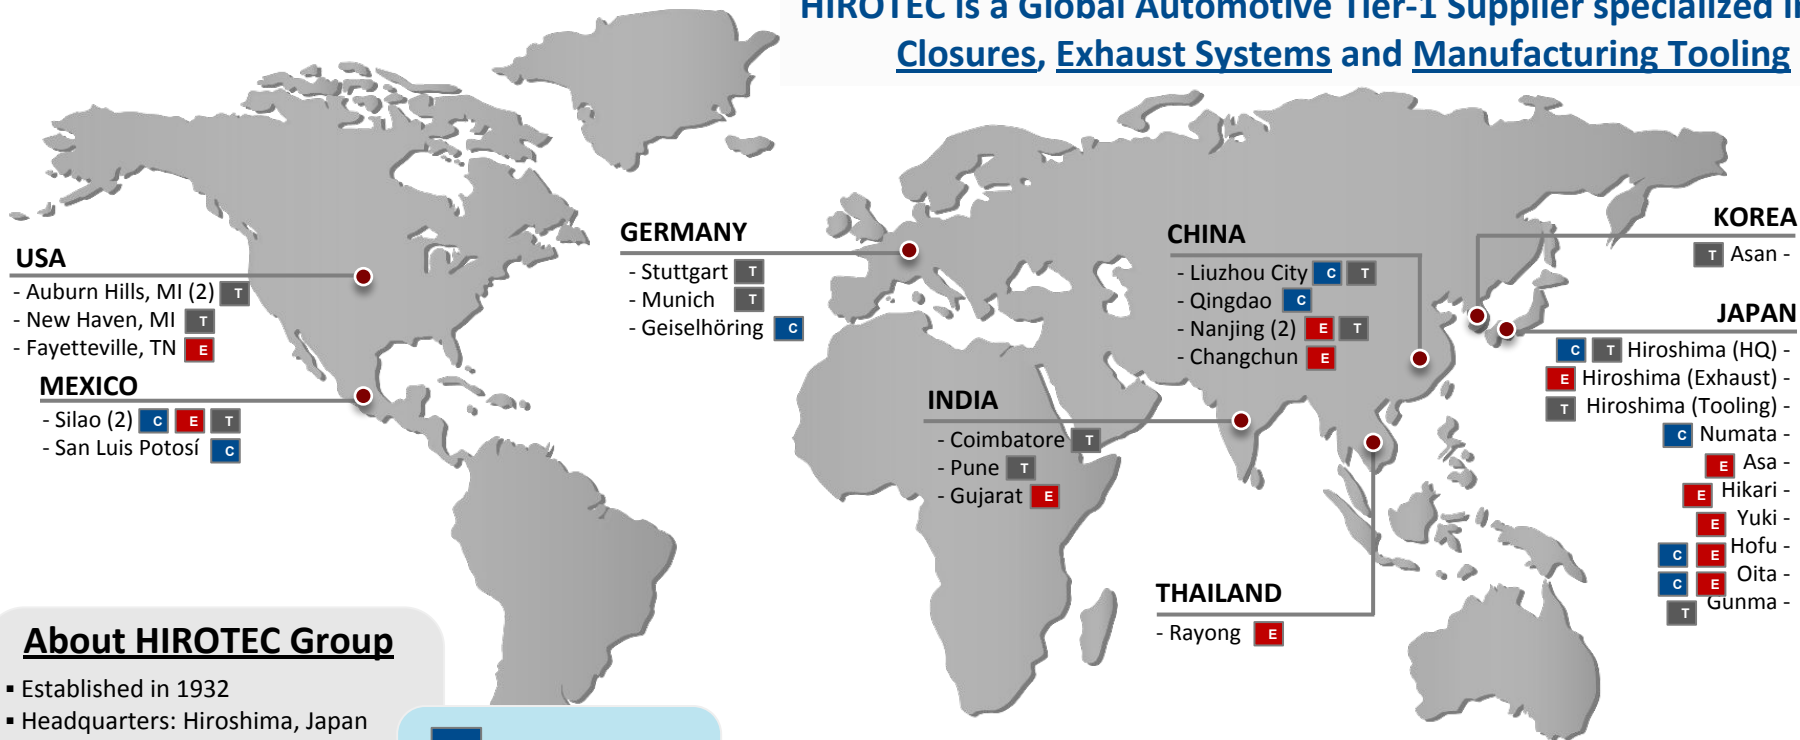 HIROTEC is a Global Automotive Tier-1 Supplier specialized in
Closures, Exhaust Systems and Manufacturing Tooling
USA
- Auburn Hills, MI (2) T
- New Haven, MI T
- Fayetteville, TN E
MEXICO
- Silao (2) C E T
- San Luis Potosí C
GERMANY
- Stuttgart T
- Munich T
- Geiselhöring C
CHINA
- Liuzhou City C T
- Qingdao C
- Nanjing (2) E T
- Changchun E
INDIA
- Coimbatore T
- Pune T
- Gujarat E
THAILAND
- Rayong E
KOREA
T Asan -
JAPAN
C T Hiroshima (HQ) -
E Hiroshima (Exhaust) -
T Hiroshima (Tooling) -
C Numata -
E Asa -
E Hikari -
E Yuki -
C E Hofu -
C E Oita -
T Gunma -
About HIROTEC Group
▪ Established in 1932
▪ Headquarters: Hiroshima, Japan